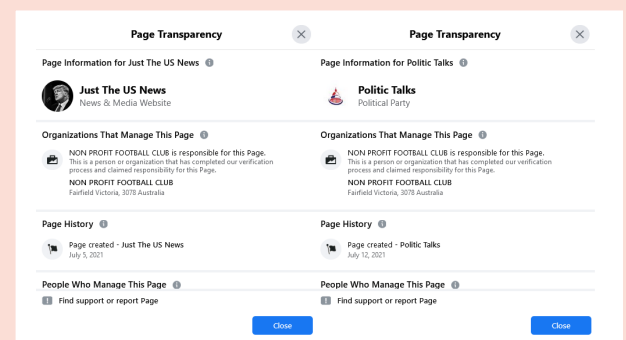 Page Transparency
Page Information for Just The US News
Just The US News
News & Media Website
Organizations That Manage This Page
NON PROFIT FOOTBALL CLUB is responsible for this Page.
This is a person or organization that has completed our verification
process and claimed responsibility for this Page.
NON PROFIT FOOTBALL CLUB
Fairfield Victoria, 3078 Australia
Page History
Page created - Just The US News
July 5, 2021
People Who Manage This Page
Find support or report Page
Close
Page Transparency
Page Information for Politic Talks
Politic Talks
Political Party
Organizations That Manage This Page
NON PROFIT FOOTBALL CLUB is responsible for this Page.
This is a person or organization that has completed our verification
process and claimed responsibility for this Page.
NON PROFIT FOOTBALL CLUB
Fairfield Victoria, 3078 Australia
Page History
Page created - Politic Talks
July 12, 2021
People Who Manage This Page
Find support or report Page
Close